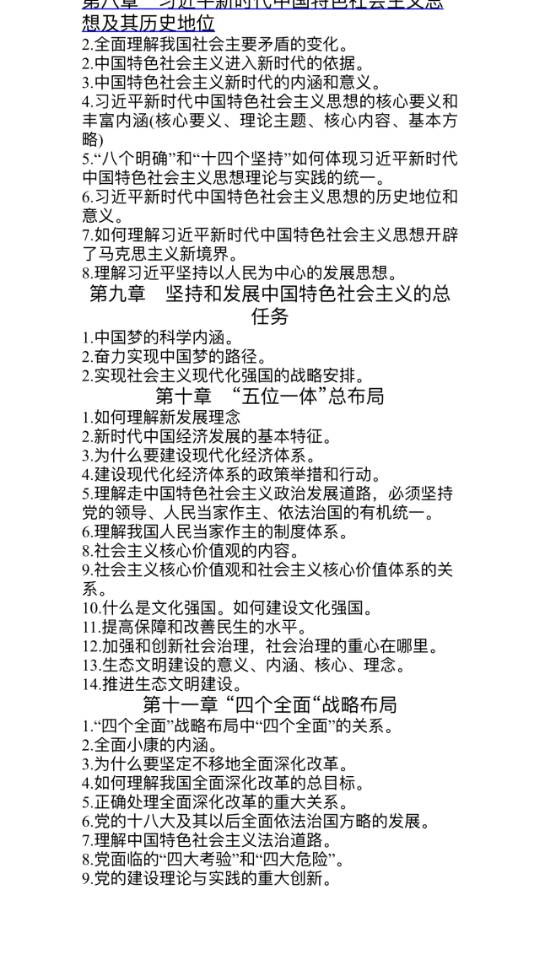 第八章 习近平新时代中国特色社会主义思
想及其历史地位
2.全面理解我国社会主要矛盾的变化。
2.中国特色社会主义进入新时代的依据。
3.中国特色社会主义新时代的内涵和意义。
4.习近平新时代中国特色社会主义思想的核心要义和
丰富内涵(核心要义、理论主题、核心内容、基本方
略)
5.“八个明确”和“十四个坚持”如何体现习近平新时代
中国特色社会主义思想理论与实践的统一。
6.习近平新时代中国特色社会主义思想的历史地位和
意义。
7.如何理解习近平新时代中国特色社会主义思想开辟
了马克思主义新境界。
8.理解习近平坚持以人民为中心的发展思想。
第九章 坚持和发展中国特色社会主义的总
任务
1.中国梦的科学内涵。
2.奋力实现中国梦的路径。
2.实现社会主义现代化强国的战略安排。
第十章 “五位一体”总布局
1.如何理解新发展理念
2.新时代中国经济发展的基本特征。
3.为什么要建设现代化经济体系。
4.建设现代化经济体系的政策举措和行动。
5.理解走中国特色社会主义政治发展道路，必须坚持
党的领导、人民当家作主、依法治国的有机统一。
6.理解我国人民当家作主的制度体系。
8.社会主义核心价值观的内容。
9.社会主义核心价值观和社会主义核心价值体系的关
系。
10.什么是文化强国。如何建设文化强国。
11.提高保障和改善民生的水平。
12.加强和创新社会治理，社会治理的重心在哪里。
13.生态文明建设的意义、内涵、核心、理念。
14.推进生态文明建设。
第十一章 “四个全面“战略布局
1.“四个全面”战略布局中“四个全面”的关系。
2.全面小康的内涵。
3.为什么要坚定不移地全面深化改革。
4.如何理解我国全面深化改革的总目标。
5.正确处理全面深化改革的重大关系。
6.党的十八大及其以后全面依法治国方略的发展。
7.理解中国特色社会主义法治道路。
8.党面临的“四大考验”和“四大危险”。
9.党的建设理论与实践的重大创新。